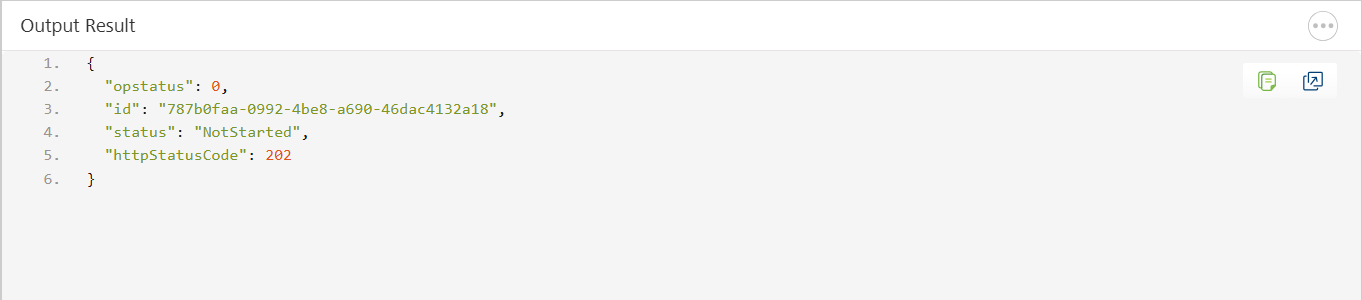 Output Result
1. {
2. "opstatus": 0,
3. "id": "787b0faa-0992-4be8-a690-46dac4132a18",
4. "status": "NotStarted",
5. "httpStatusCode": 202
6. }